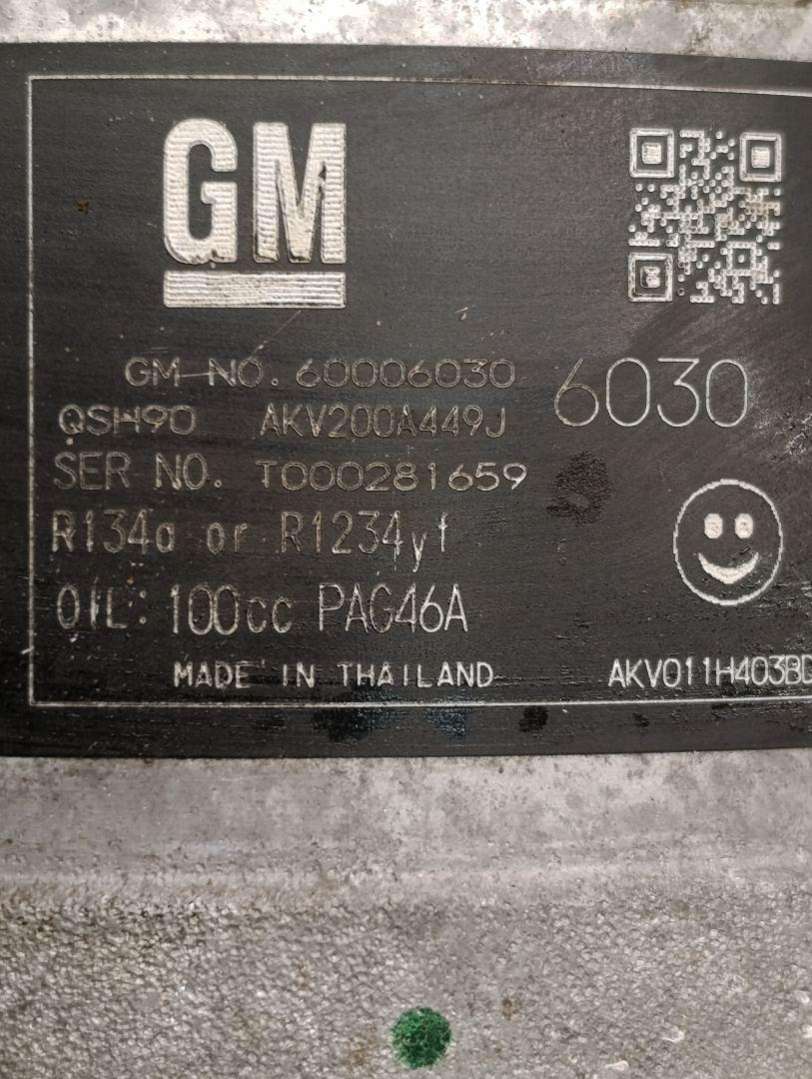 GM
GM NO. 60006030 6030
QSH90 AKV200A449J
SER NO. T000281659
R134a or R1234yf
OIL: 100cc PAG46A
MADE IN THAILAND AKV011H403BD